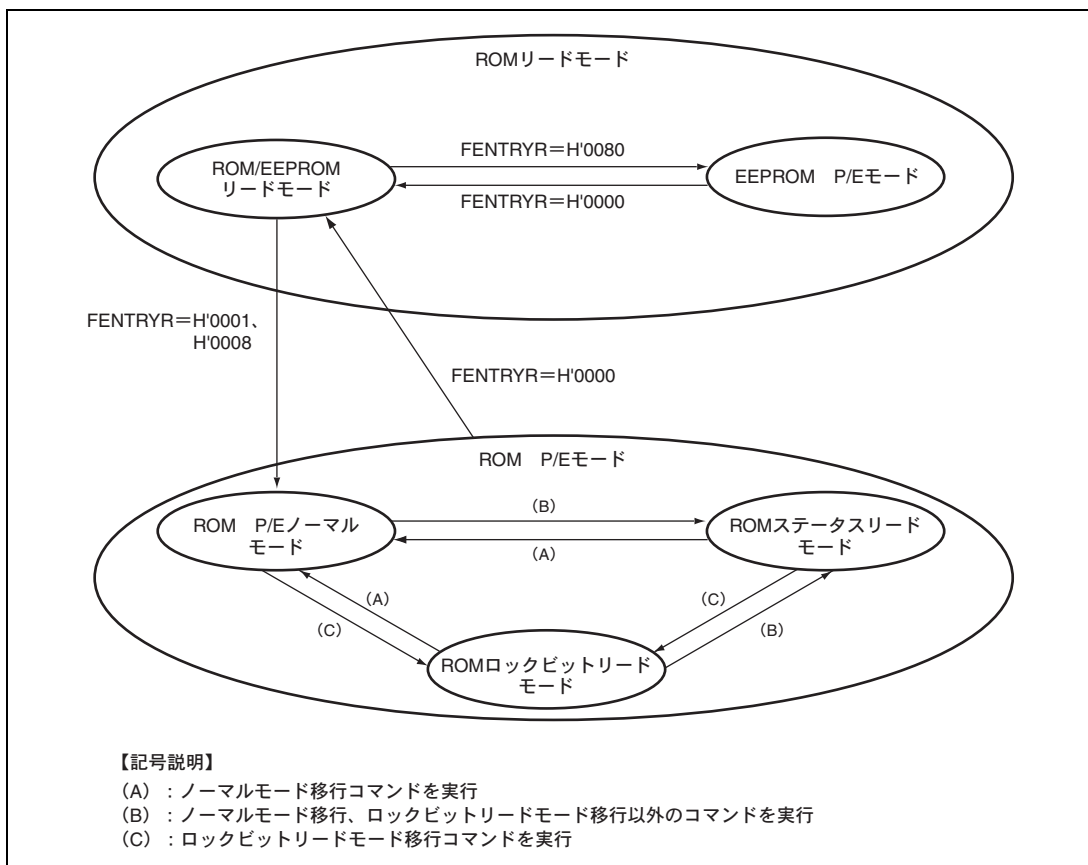 ROMリードモード
ROM/EEPROM
リードモード
FENTRYR＝H'0080
FENTRYR＝H'0000
EEPROM　P/Eモード
FENTRYR＝H'0001、
H'0008
FENTRYR＝H'0000
ROM　P/Eモード
ROM　P/Eノーマル
モード
(B)
(A)
ROMステータスリード
モード
(A)
(C)
(C)
(B)
ROMロックビットリード
モード
【記号説明】
(A)：ノーマルモード移行コマンドを実行
(B)：ノーマルモード移行、ロックビットリードモード移行以外のコマンドを実行
(C)：ロックビットリードモード移行コマンドを実行